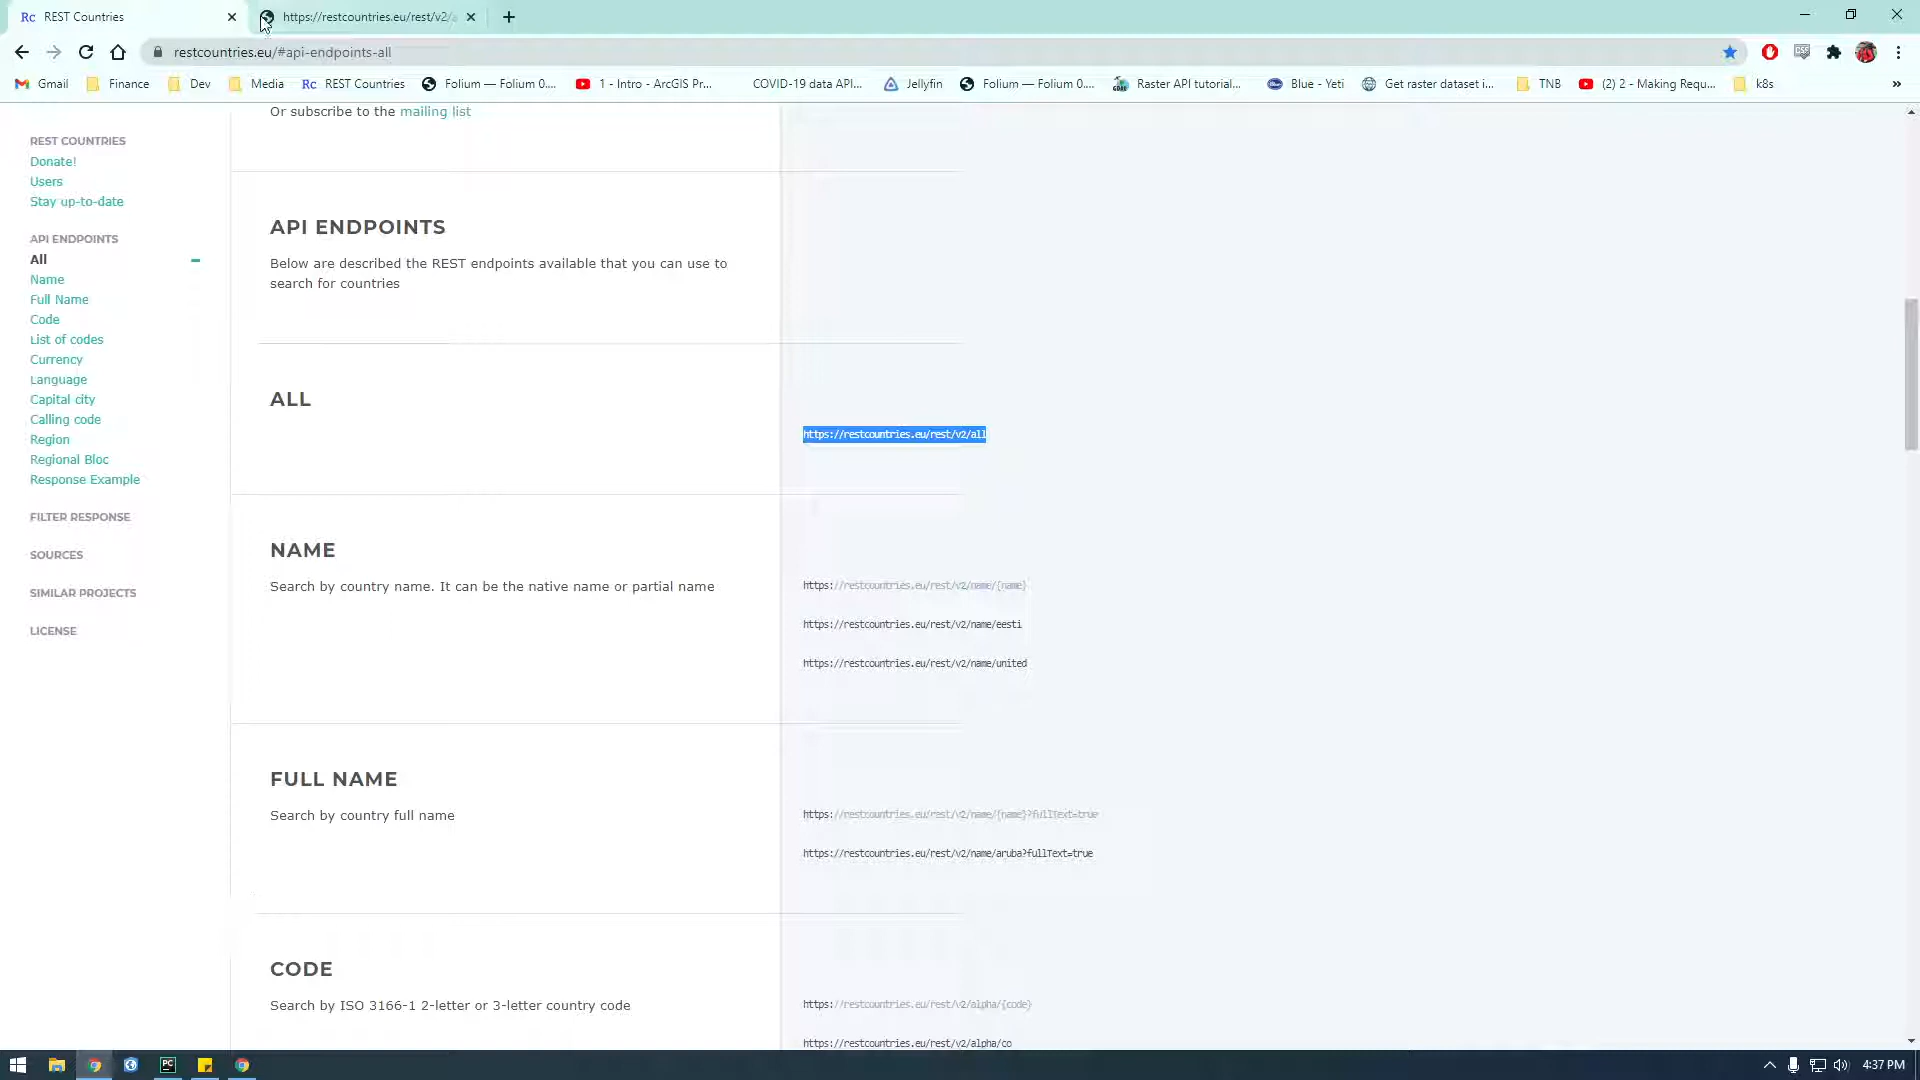 REST Countries
https://restcountries.eu/rest/v2/a
restcountries.eu/#api-endpoints-all
Gmail
Finance
Dev
Media
REST Countries
Folium — Folium 0....
1 - Intro - ArcGIS Pr...
COVID-19 data API...
Jellyfin
Folium — Folium 0....
Raster API tutorial...
Blue - Yeti
Get raster dataset i...
TNB
(2) 2 - Making Requ...
k8s
»
REST COUNTRIES
Donate!
Users
Stay up-to-date
API ENDPOINTS
All
Name
Full Name
Code
List of codes
Currency
Language
Capital city
Calling code
Region
Regional Bloc
Response Example
FILTER RESPONSE
SOURCES
SIMILAR PROJECTS
LICENSE
Or subscribe to the mailing list
API ENDPOINTS
Below are described the REST endpoints available that you can use to
search for countries
ALL
https://restcountries.eu/rest/v2/all
NAME
Search by country name. It can be the native name or partial name
https://restcountries.eu/rest/v2/name/{name}
https://restcountries.eu/rest/v2/name/eesti
https://restcountries.eu/rest/v2/name/united
FULL NAME
Search by country full name
https://restcountries.eu/rest/v2/name/{name}?fullText=true
https://restcountries.eu/rest/v2/name/aruba?fullText=true
CODE
Search by ISO 3166-1 2-letter or 3-letter country code
https://restcountries.eu/rest/v2/alpha/{code}
https://restcountries.eu/rest/v2/alpha/co
4:37 PM